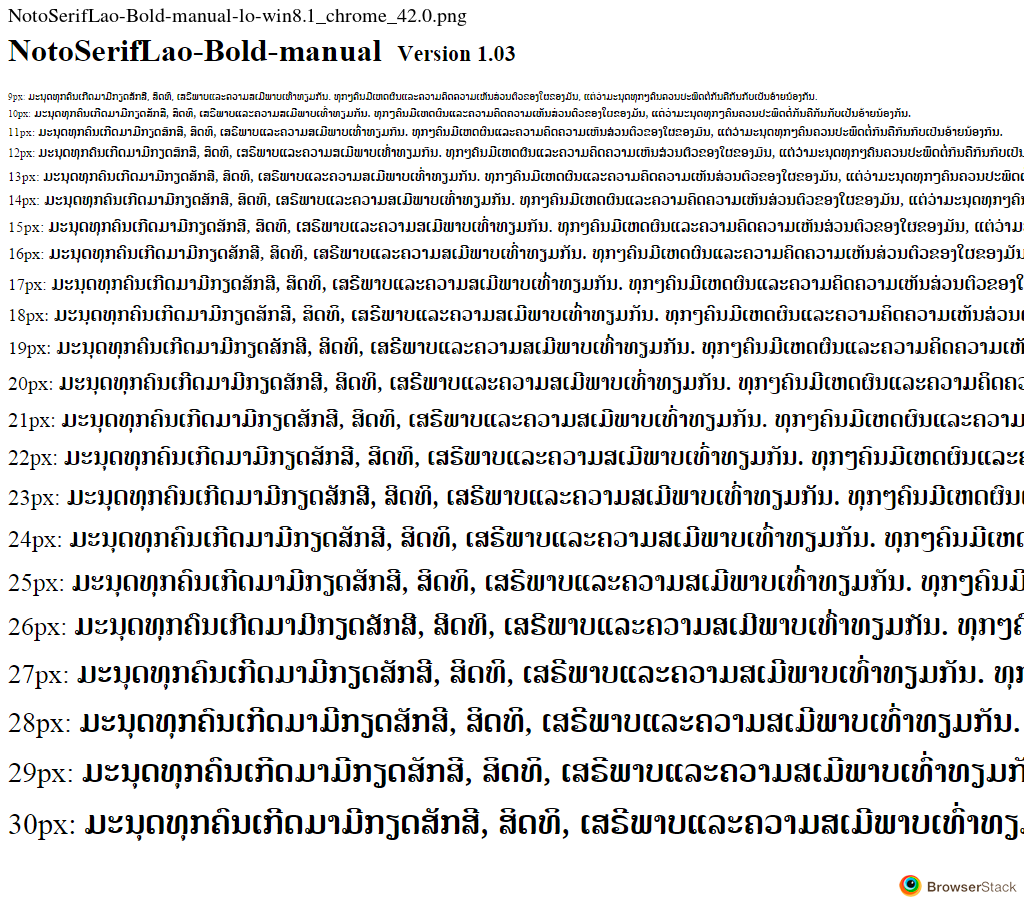 NotoSerifLao-Bold-manual-lo-win8.1_chrome_42.0.png
NotoSerifLao-Bold-manual Version 1.03
9px: ມະນຸດທຸກຄົນເກີດມາມີກຽດສັກສີ, ສິດທິ, ເສຣີພາບແລະຄວາມສເມີພາບເທົ່າທຽມກັນ. ທຸກໆຄົນມີເຫດຜົນແລະຄວາມຄິດຄວາມເຫັນສ່ວນຕົວຂອງໃຜຂອງມັນ, ແຕ່ວ່າມະນຸດທຸກໆຄົນຄວນປະພຶດຕໍ່ກັນຄືກັນກັບເປັນອ້າຍນ້ອງກັນ.
10px: ມະນຸດທຸກຄົນເກີດມາມີກຽດສັກສີ, ສິດທິ, ເສຣີພາບແລະຄວາມສເມີພາບເທົ່າທຽມກັນ. ທຸກໆຄົນມີເຫດຜົນແລະຄວາມຄິດຄວາມເຫັນສ່ວນຕົວຂອງໃຜຂອງມັນ, ແຕ່ວ່າມະນຸດທຸກໆຄົນຄວນປະພຶດຕໍ່ກັນຄືກັນກັບເປັນອ້າຍນ້ອງກັນ.
11px: ມະນຸດທຸກຄົນເກີດມາມີກຽດສັກສີ, ສິດທິ, ເສຣີພາບແລະຄວາມສເມີພາບເທົ່າທຽມກັນ. ທຸກໆຄົນມີເຫດຜົນແລະຄວາມຄິດຄວາມເຫັນສ່ວນຕົວຂອງໃຜຂອງມັນ, ແຕ່ວ່າມະນຸດທຸກໆຄົນຄວນປະພຶດຕໍ່ກັນຄືກັນກັບເປັນອ້າຍນ້ອງກັນ.
12px: ມະນຸດທຸກຄົນເກີດມາມີກຽດສັກສີ, ສິດທິ, ເສຣີພາບແລະຄວາມສເມີພາບເທົ່າທຽມກັນ. ທຸກໆຄົນມີເຫດຜົນແລະຄວາມຄິດຄວາມເຫັນສ່ວນຕົວຂອງໃຜຂອງມັນ, ແຕ່ວ່າມະນຸດທຸກໆຄົນຄວນປະພຶດຕໍ່ກັນຄືກັນກັບເປັນ
13px: ມະນຸດທຸກຄົນເກີດມາມີກຽດສັກສີ, ສິດທິ, ເສຣີພາບແລະຄວາມສເມີພາບເທົ່າທຽມກັນ. ທຸກໆຄົນມີເຫດຜົນແລະຄວາມຄິດຄວາມເຫັນສ່ວນຕົວຂອງໃຜຂອງມັນ, ແຕ່ວ່າມະນຸດທຸກໆຄົນຄວນປະພຶດ
14px: ມະນຸດທຸກຄົນເກີດມາມີກຽດສັກສີ, ສິດທິ, ເສຣີພາບແລະຄວາມສເມີພາບເທົ່າທຽມກັນ. ທຸກໆຄົນມີເຫດຜົນແລະຄວາມຄິດຄວາມເຫັນສ່ວນຕົວຂອງໃຜຂອງມັນ, ແຕ່ວ່າມະນຸດທຸກໆຄົນ
15px: ມະນຸດທຸກຄົນເກີດມາມີກຽດສັກສີ, ສິດທິ, ເສຣີພາບແລະຄວາມສເມີພາບເທົ່າທຽມກັນ. ທຸກໆຄົນມີເຫດຜົນແລະຄວາມຄິດຄວາມເຫັນສ່ວນຕົວຂອງໃຜຂອງມັນ, ແຕ່ວ່າມ
16px: ມະນຸດທຸກຄົນເກີດມາມີກຽດສັກສີ, ສິດທິ, ເສຣີພາບແລະຄວາມສເມີພາບເທົ່າທຽມກັນ. ທຸກໆຄົນມີເຫດຜົນແລະຄວາມຄິດຄວາມເຫັນສ່ວນຕົວຂອງໃຜຂອງມັນ
17px: ມະນຸດທຸກຄົນເກີດມາມີກຽດສັກສີ, ສິດທິ, ເສຣີພາບແລະຄວາມສເມີພາບເທົ່າທຽມກັນ. ທຸກໆຄົນມີເຫດຜົນແລະຄວາມຄິດຄວາມເຫັນສ່ວນຕົວຂອງໃ
18px: ມະນຸດທຸກຄົນເກີດມາມີກຽດສັກສີ, ສິດທິ, ເສຣີພາບແລະຄວາມສເມີພາບເທົ່າທຽມກັນ. ທຸກໆຄົນມີເຫດຜົນແລະຄວາມຄິດຄວາມເຫັນສ່ວນ
19px: ມະນຸດທຸກຄົນເກີດມາມີກຽດສັກສີ, ສິດທິ, ເສຣີພາບແລະຄວາມສເມີພາບເທົ່າທຽມກັນ. ທຸກໆຄົນມີເຫດຜົນແລະຄວາມຄິດຄວາມເຫັ
20px: ມະນຸດທຸກຄົນເກີດມາມີກຽດສັກສີ, ສິດທິ, ເສຣີພາບແລະຄວາມສເມີພາບເທົ່າທຽມກັນ. ທຸກໆຄົນມີເຫດຜົນແລະຄວາມຄິດຄວ
21px: ມະນຸດທຸກຄົນເກີດມາມີກຽດສັກສີ, ສິດທິ, ເສຣີພາບແລະຄວາມສເມີພາບເທົ່າທຽມກັນ. ທຸກໆຄົນມີເຫດຜົນແລະຄວາມ
22px: ມະນຸດທຸກຄົນເກີດມາມີກຽດສັກສີ, ສິດທິ, ເສຣີພາບແລະຄວາມສເມີພາບເທົ່າທຽມກັນ. ທຸກໆຄົນມີເຫດຜົນແລະຄ
23px: ມະນຸດທຸກຄົນເກີດມາມີກຽດສັກສີ, ສິດທິ, ເສຣີພາບແລະຄວາມສເມີພາບເທົ່າທຽມກັນ. ທຸກໆຄົນມີເຫດຜົນ
24px: ມະນຸດທຸກຄົນເກີດມາມີກຽດສັກສີ, ສິດທິ, ເສຣີພາບແລະຄວາມສເມີພາບເທົ່າທຽມກັນ. ທຸກໆຄົນມີເຫດ
25px: ມະນຸດທຸກຄົນເກີດມາມີກຽດສັກສີ, ສິດທິ, ເສຣີພາບແລະຄວາມສເມີພາບເທົ່າທຽມກັນ. ທຸກໆຄົນມີ
26px: ມະນຸດທຸກຄົນເກີດມາມີກຽດສັກສີ, ສິດທິ, ເສຣີພາບແລະຄວາມສເມີພາບເທົ່າທຽມກັນ. ທຸກໆຄົ
27px: ມະນຸດທຸກຄົນເກີດມາມີກຽດສັກສີ, ສິດທິ, ເສຣີພາບແລະຄວາມສເມີພາບເທົ່າທຽມກັນ. ທຸກ
28px: ມະນຸດທຸກຄົນເກີດມາມີກຽດສັກສີ, ສິດທິ, ເສຣີພາບແລະຄວາມສເມີພາບເທົ່າທຽມກັນ.
29px: ມະນຸດທຸກຄົນເກີດມາມີກຽດສັກສີ, ສິດທິ, ເສຣີພາບແລະຄວາມສເມີພາບເທົ່າທຽມກັ
30px: ມະນຸດທຸກຄົນເກີດມາມີກຽດສັກສີ, ສິດທິ, ເສຣີພາບແລະຄວາມສເມີພາບເທົ່າທຽ
BrowserStack